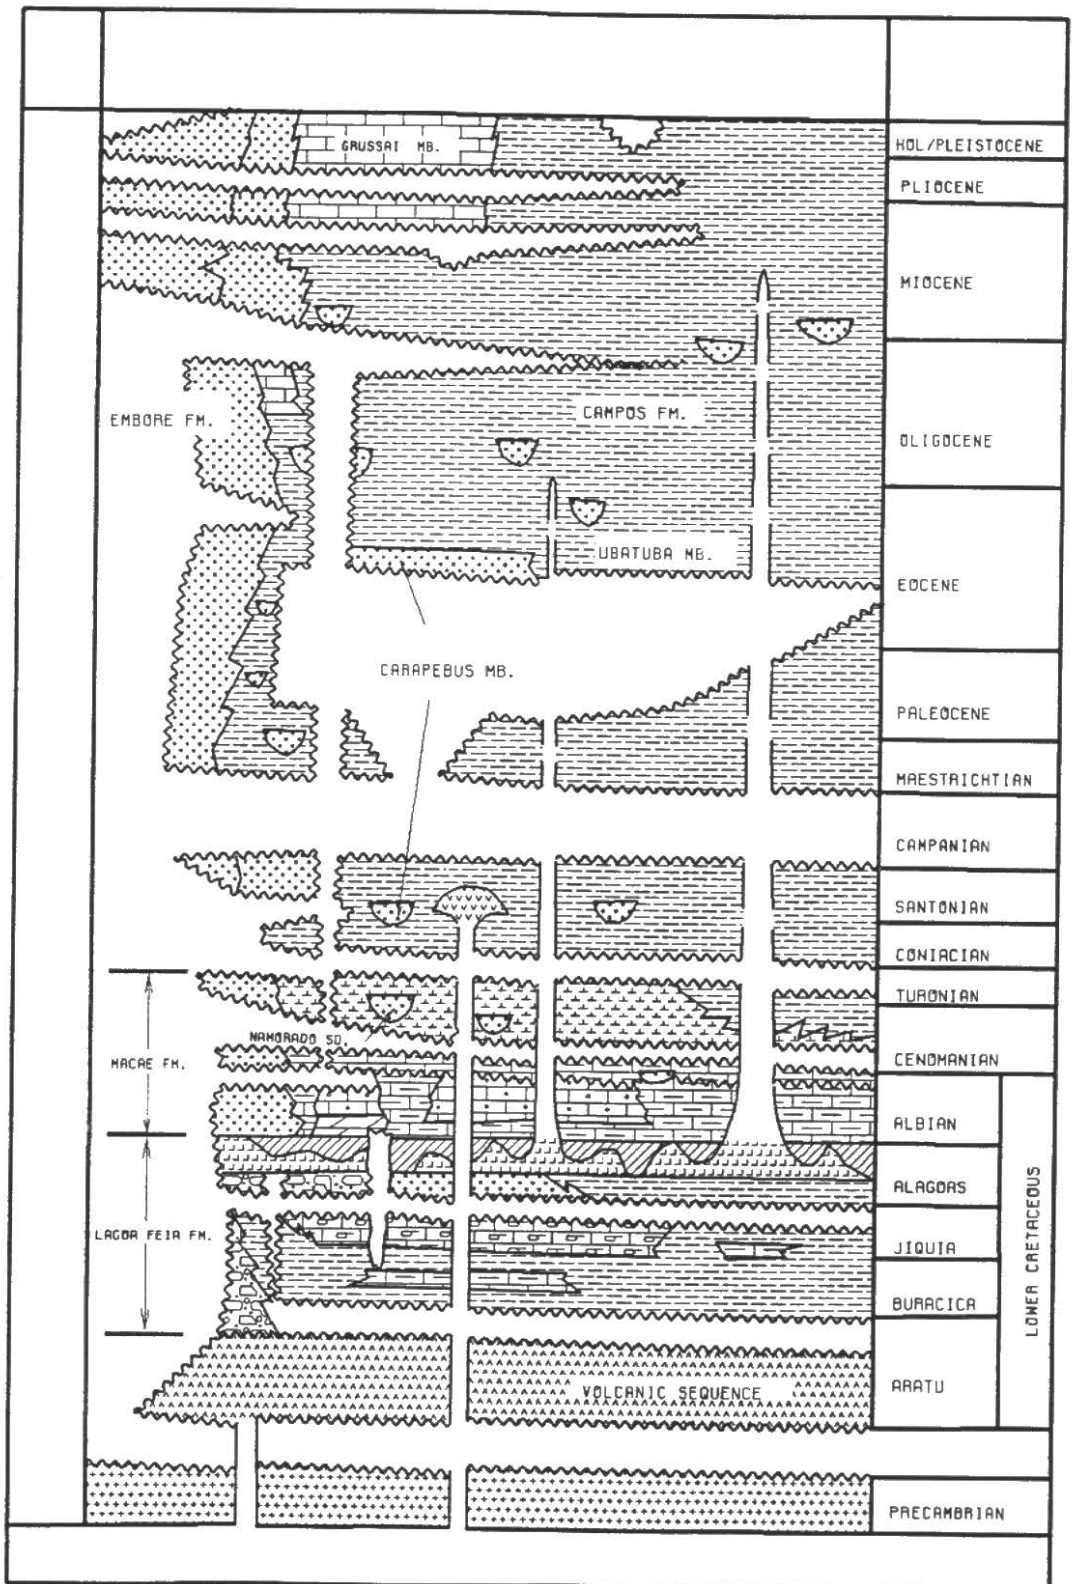 GRUSSAI MB.
HOL/PLEISTOCENE
PLIOCENE
MIOCENE
EMBORE FM.
CAMPOS FM.
OLIGOCENE
UBATUBA MB.
EOCENE
CARAPEBUS MB.
PALEOCENE
MAESTRICHTIAN
CAMPANIAN
SANTONIAN
CONIACIAN
TURONIAN
NAMORADO SD.
CENOMANIAN
MACAE FM.
ALBIAN
ALAGOAS
LAGOA FEIA FM.
JIQUIA
BURACICA
LOWER CRETACEOUS
VOLCANIC SEQUENCE
ARATU
PRECAMBRIAN